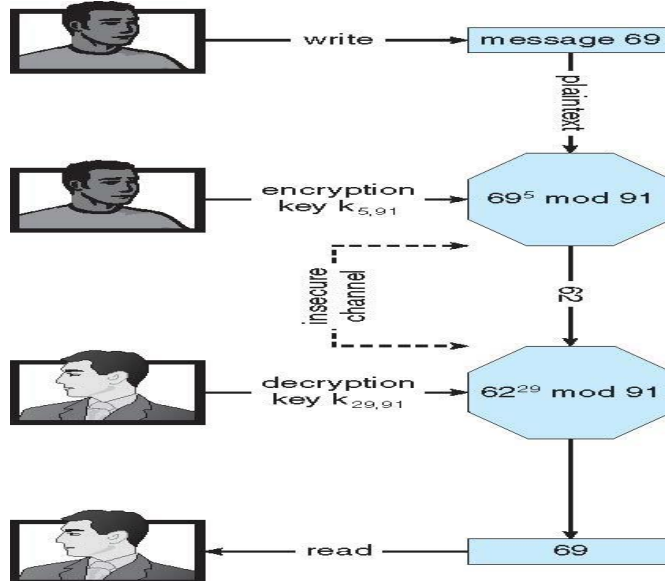 write
message 69
plaintext
encryption
key k5,91
69⁵ mod 91
insecure
channel
62
decryption
key k29,91
62²⁹ mod 91
read
69